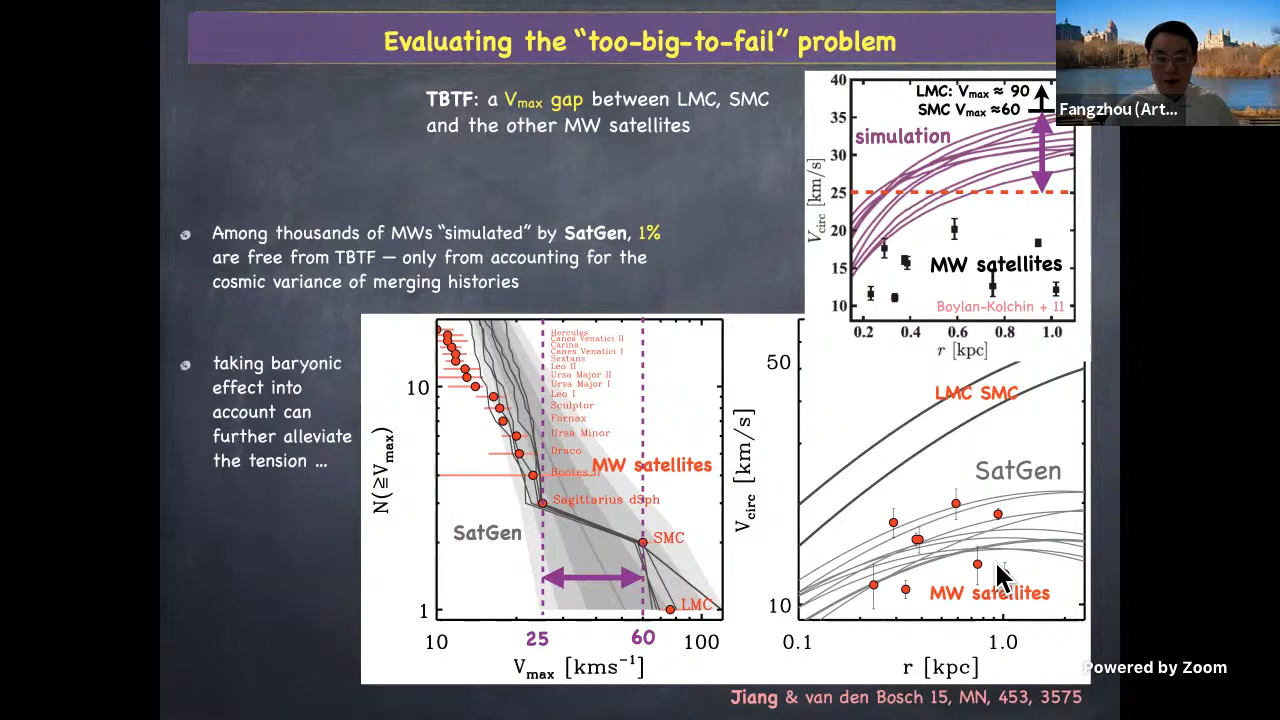 Evaluating the “too-big-to-fail” problem
TBTF: a Vmax gap between LMC, SMC
and the other MW satellites
Among thousands of MWs “simulated” by SatGen, 1%
are free from TBTF — only from accounting for the
cosmic variance of merging histories
taking baryonic
effect into
account can
further alleviate
the tension ...
40
35
30
25
20
15
10
Vcirc [km/s]
LMC: Vmax ≈ 90
SMC Vmax ≈60
simulation
MW satellites
Boylan-Kolchin + 11
0.2 0.4 0.6 0.8 1.0
r [kpc]
Fangzhou (Art...
10
1
N(≧Vmax)
Hercules
Canes Venatici II
Carina
Canes Venatici I
Sextans
Leo II
Ursa Major II
Ursa Major I
Leo I
Sculptor
Fornax
Ursa Minor
Draco
Bootes II
MW satellites
Sagittarius dSph
SatGen
SMC
LMC
10 25 60 100
Vmax [kms⁻¹]
50
10
Vcirc [km/s]
LMC SMC
SatGen
MW satellites
0.1 1.0
r [kpc]
Powered by Zoom
Jiang & van den Bosch 15, MN, 453, 3575